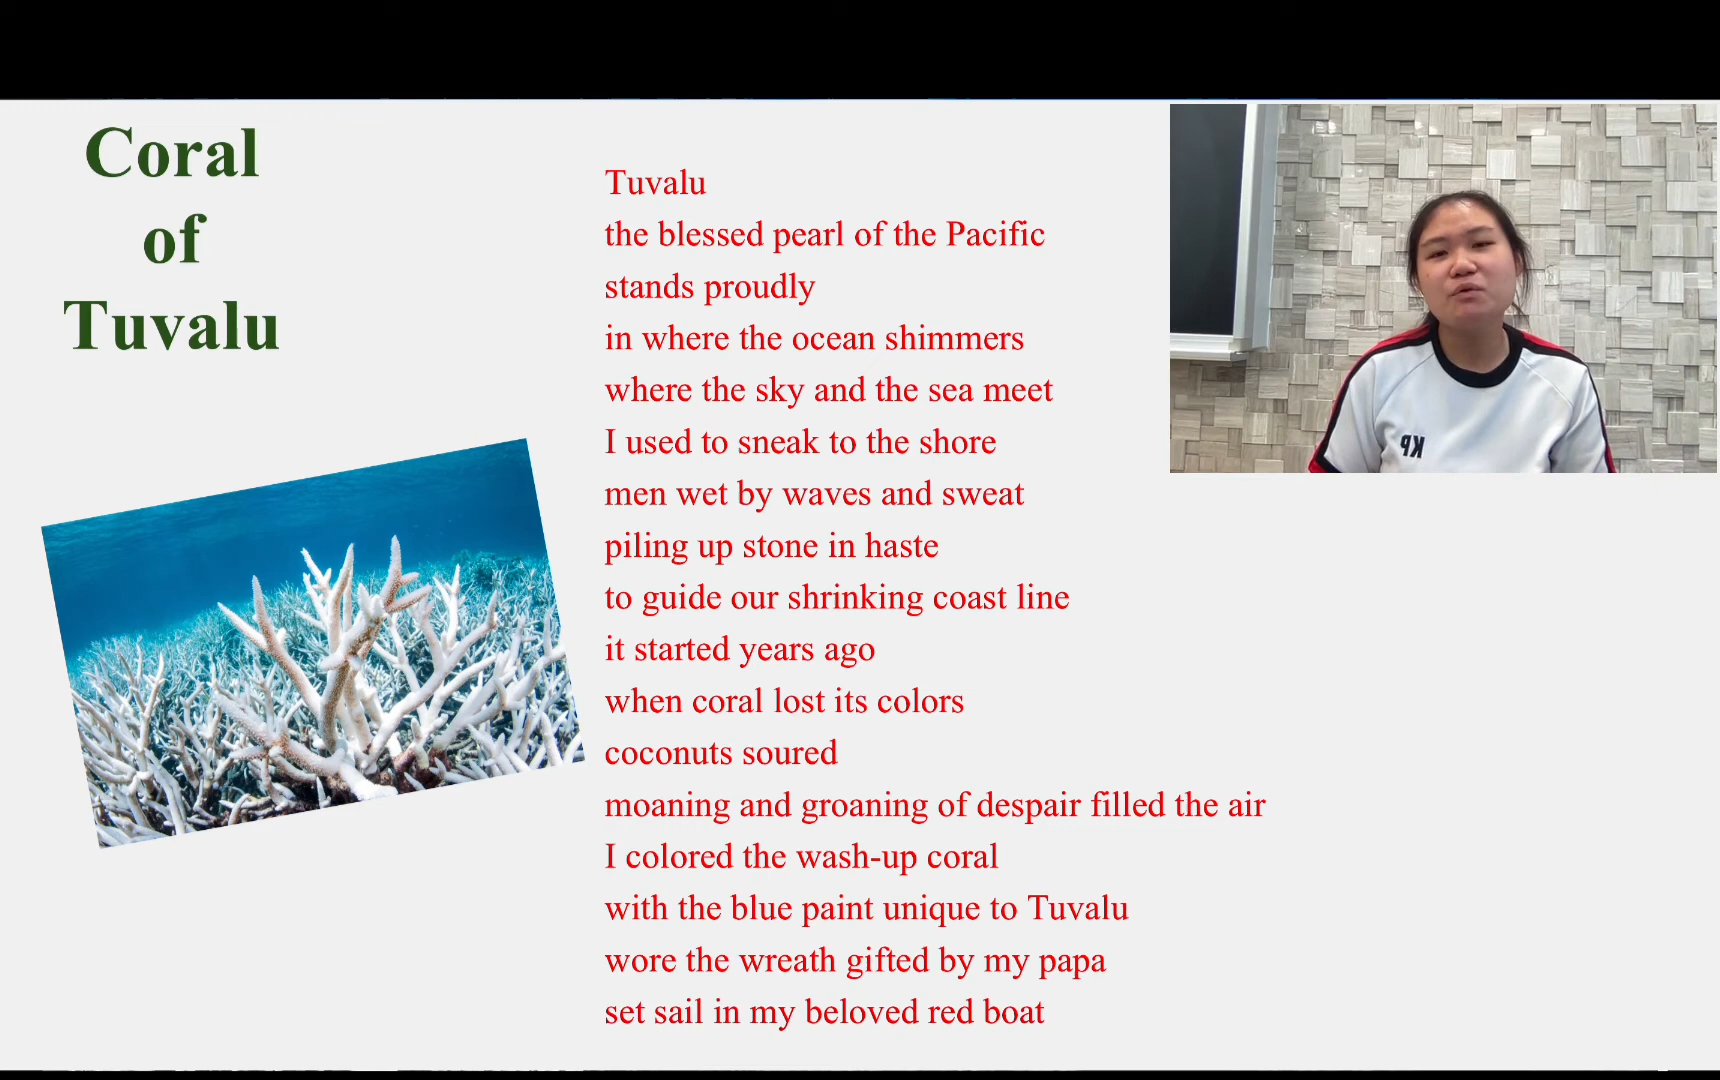 Coral
of
Tuvalu
Tuvalu
the blessed pearl of the Pacific
stands proudly
in where the ocean shimmers
where the sky and the sea meet
I used to sneak to the shore
men wet by waves and sweat
piling up stone in haste
to guide our shrinking coast line
it started years ago
when coral lost its colors
coconuts soured
moaning and groaning of despair filled the air
I colored the wash-up coral
with the blue paint unique to Tuvalu
wore the wreath gifted by my papa
set sail in my beloved red boat
KP